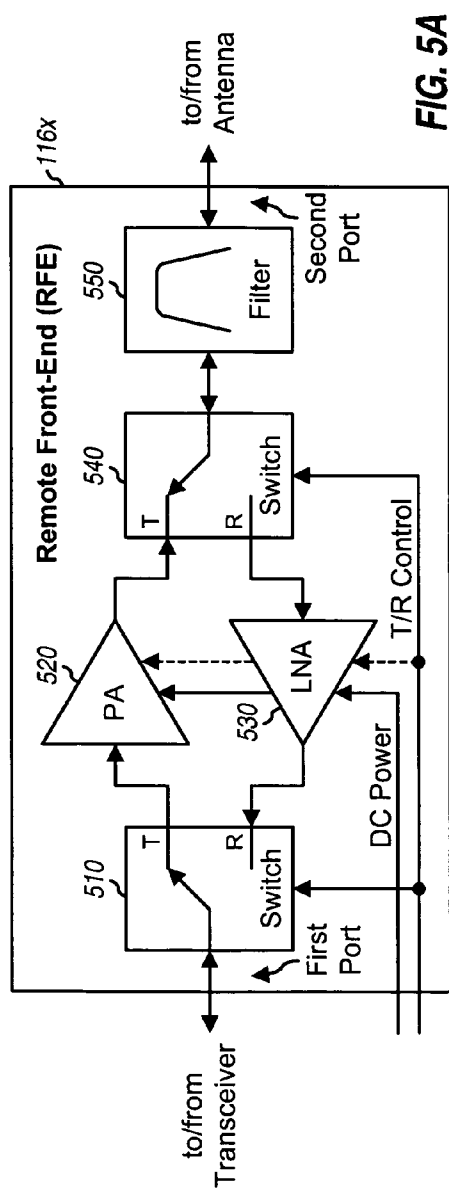 116x
Remote Front-End (RFE)
to/from
Transceiver
First Port
510
T
R
Switch
520
PA
530
LNA
540
T
R
Switch
550
Filter
Second
Port
to/from
Antenna
DC Power
T/R Control
FIG. 5A